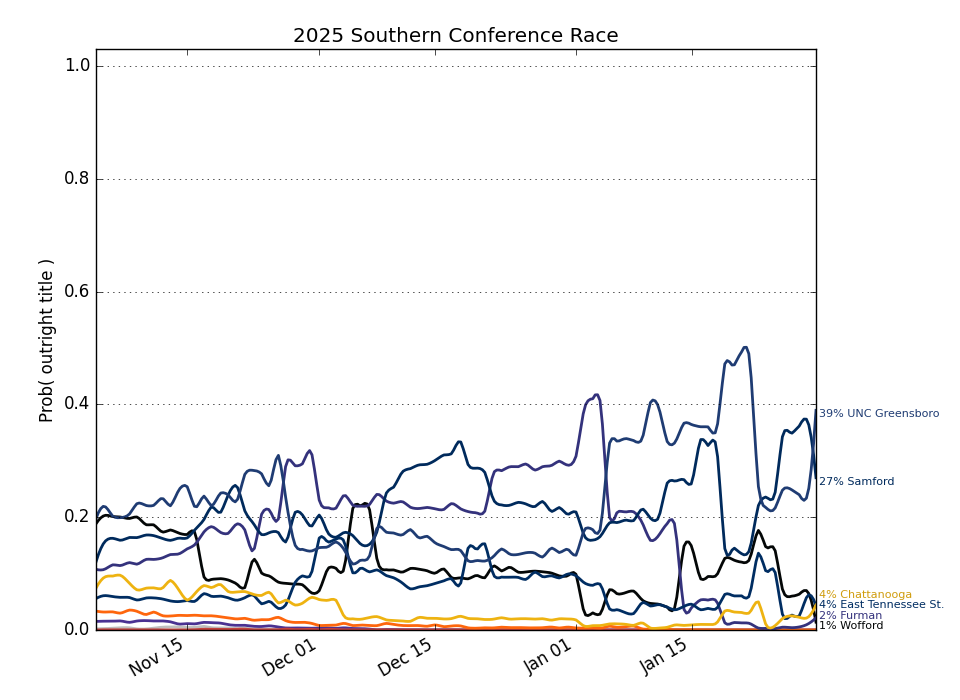 2025 Southern Conference Race
Prob( outright title )
1.0
0.8
0.6
0.4
0.2
0.0
39% UNC Greensboro
27% Samford
4% Chattanooga
4% East Tennessee St.
2% Furman
1% Wofford
Nov 15
Dec 01
Dec 15
Jan 01
Jan 15